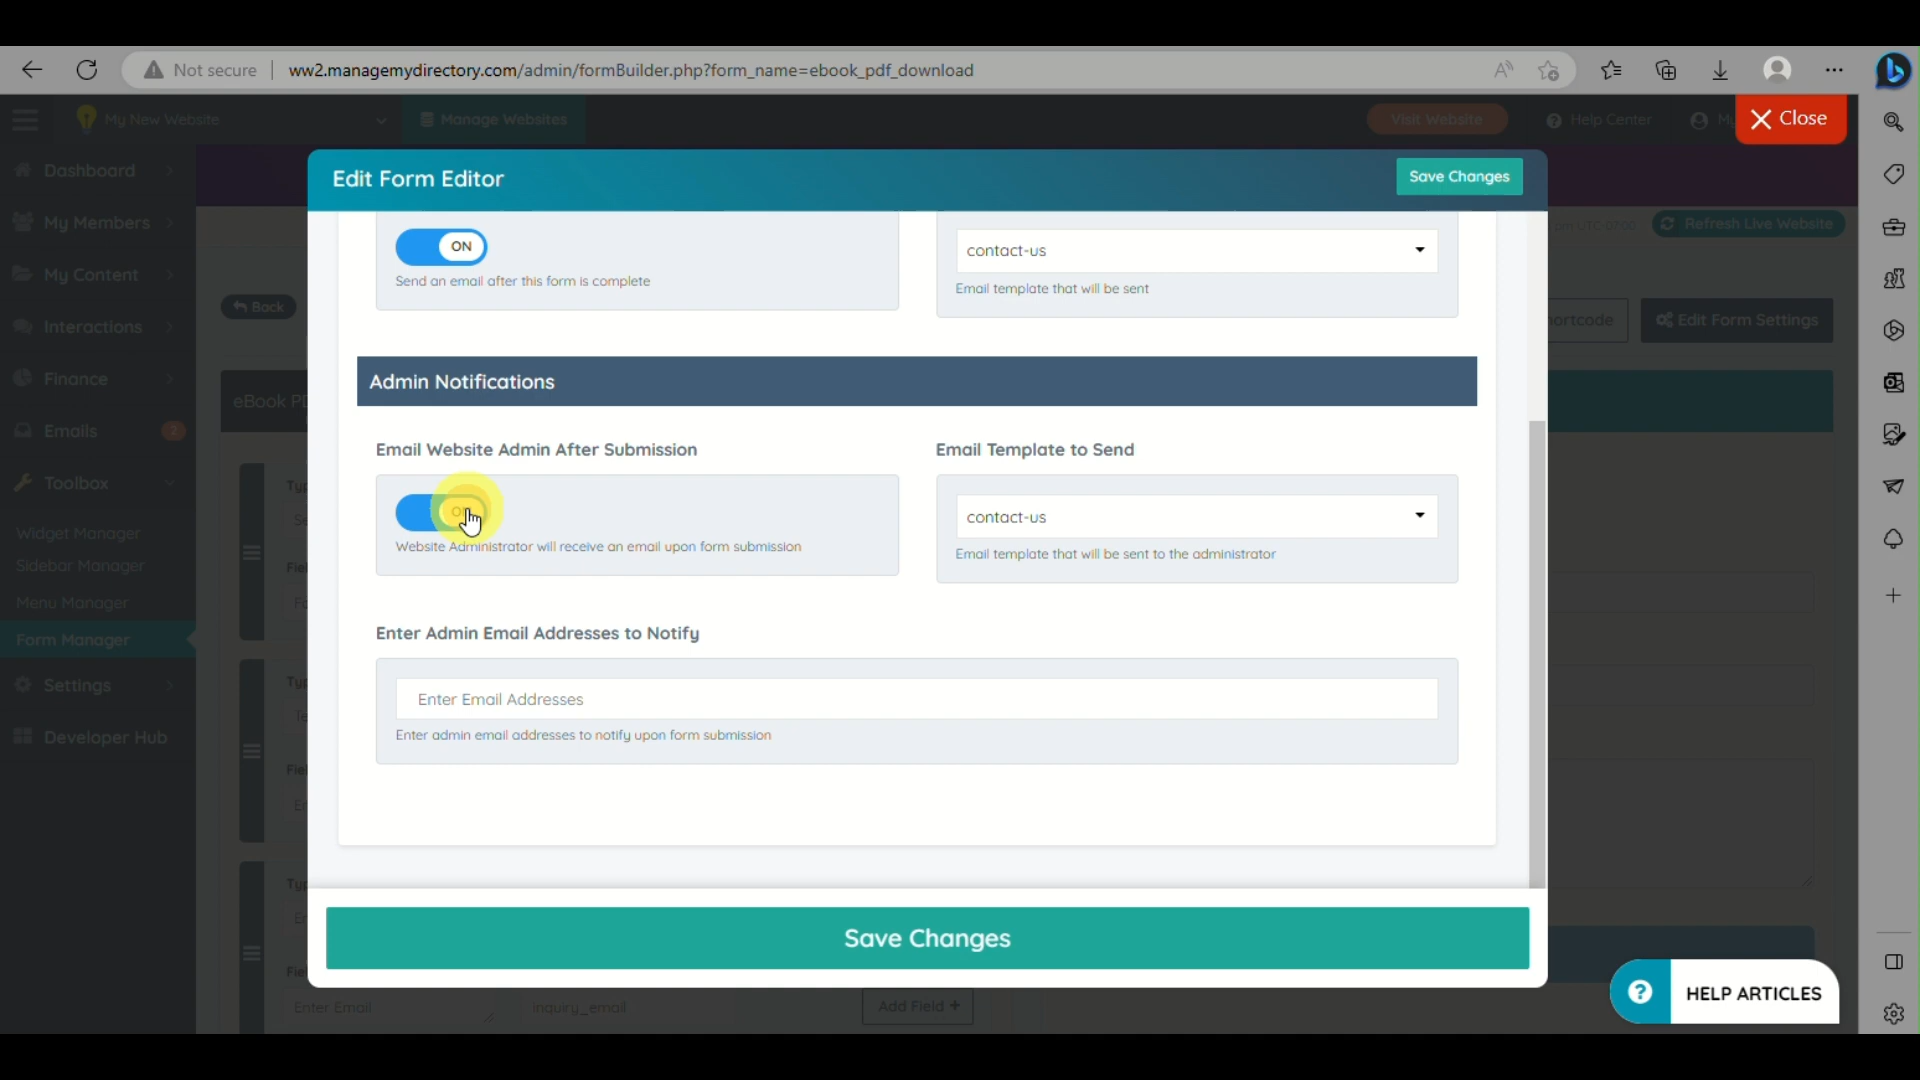 Not secure
ww2.managemydirectory.com/admin/formBuilder.php?form_name=ebook_pdf_download
My New Website
Manage Websites
Visit Website
Help Center
Close
Dashboard
My Members
My Content
Interactions
Finance
Emails 2
Toolbox
Widget Manager
Sidebar Manager
Menu Manager
Form Manager
Settings
Developer Hub
Refresh Live Website
Back
Edit Form Settings
eBook
Edit Form Editor
Save Changes
ON
Send an email after this form is complete
contact-us
Email template that will be sent
Admin Notifications
Email Website Admin After Submission
Email Template to Send
Website Administrator will receive an email upon form submission
contact-us
Email template that will be sent to the administrator
Enter Admin Email Addresses to Notify
Enter Email Addresses
Enter admin email addresses to notify upon form submission
Save Changes
Enter Email
inquiry_email
Add Field +
HELP ARTICLES